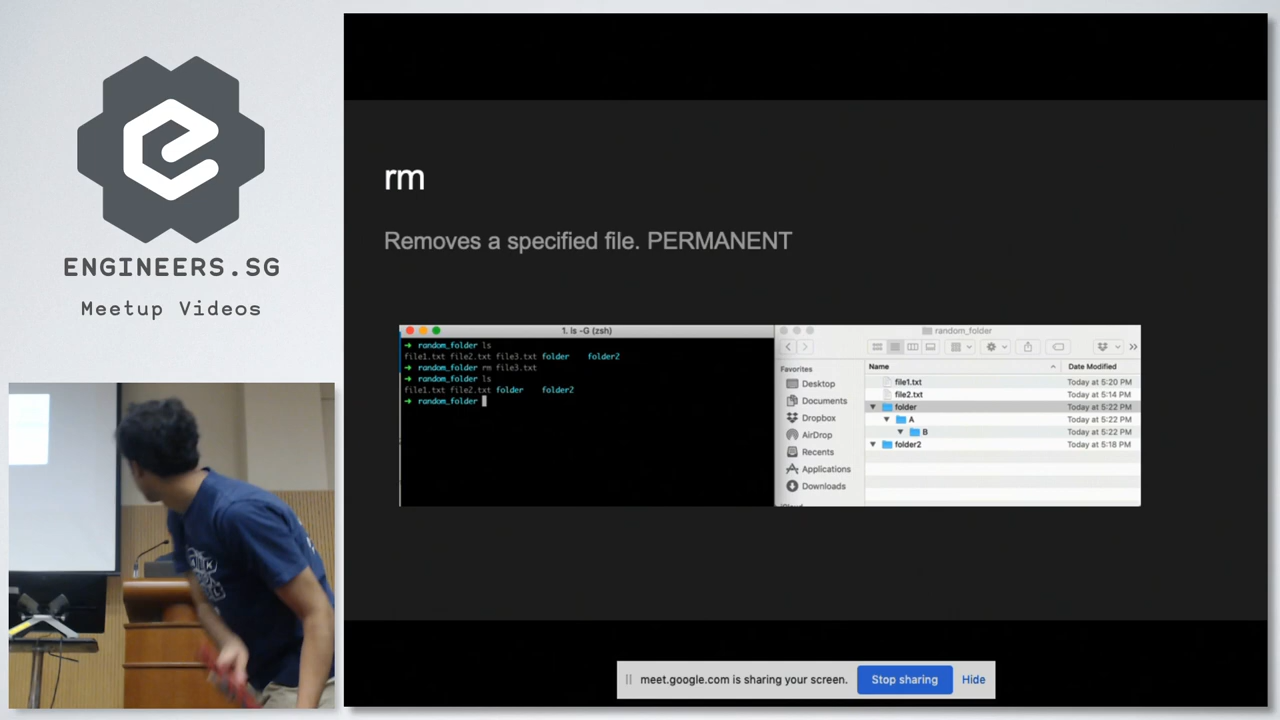 ENGINEERS.SG
Meetup Videos
rm
Removes a specified file. PERMANENT
1. ls -G (zsh)
➜ random_folder ls
file1.txt file2.txt file3.txt folder folder2
➜ random_folder rm file3.txt
➜ random_folder ls
file1.txt file2.txt folder folder2
➜ random_folder
random_folder
Favorites
Desktop
Documents
Dropbox
AirDrop
Recents
Applications
Downloads
Name Date Modified
file1.txt Today at 5:20 PM
file2.txt Today at 5:14 PM
folder Today at 5:22 PM
A Today at 5:22 PM
B Today at 5:22 PM
folder2 Today at 5:18 PM
meet.google.com is sharing your screen. Stop sharing Hide